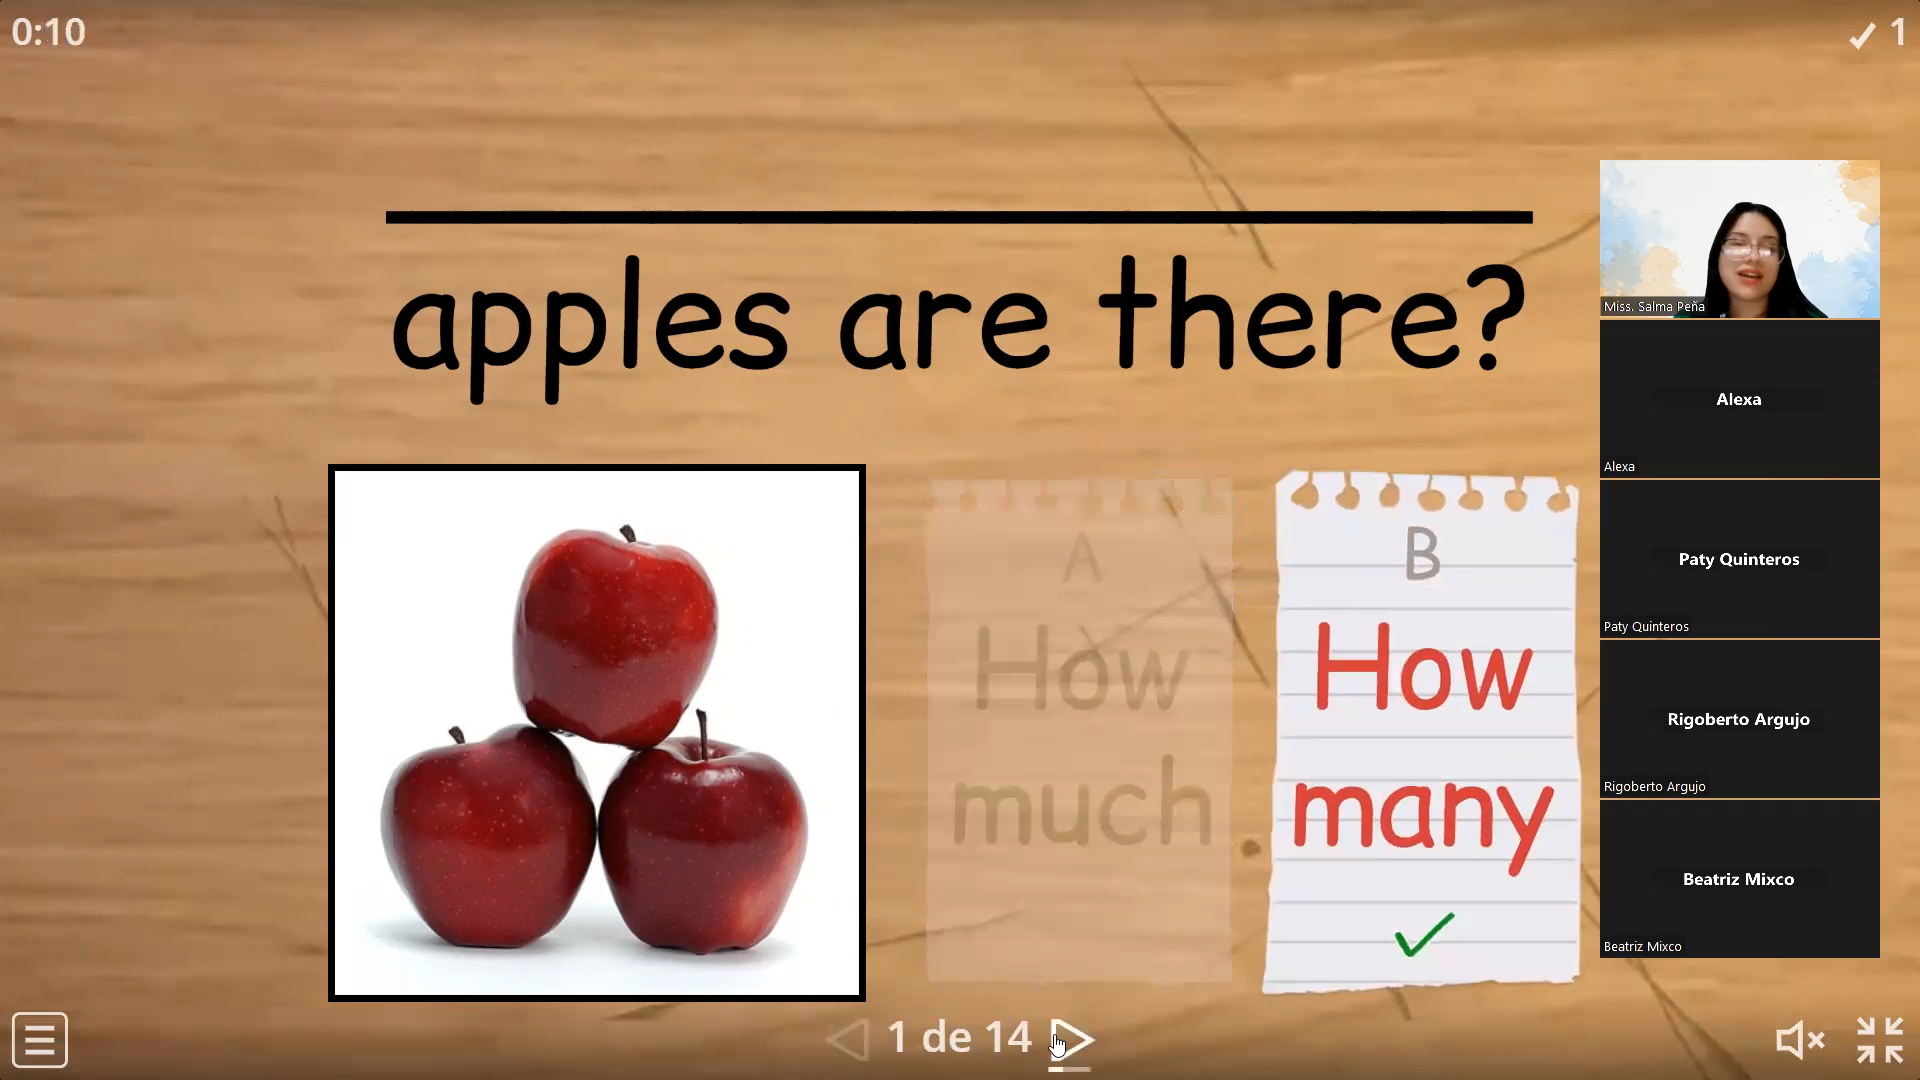 0:10
1
apples are there?
A
How
much
B
How
many
1 de 14
Miss. Salma Peña
Alexa
Alexa
Paty Quinteros
Paty Quinteros
Rigoberto Argujo
Rigoberto Argujo
Beatriz Mixco
Beatriz Mixco